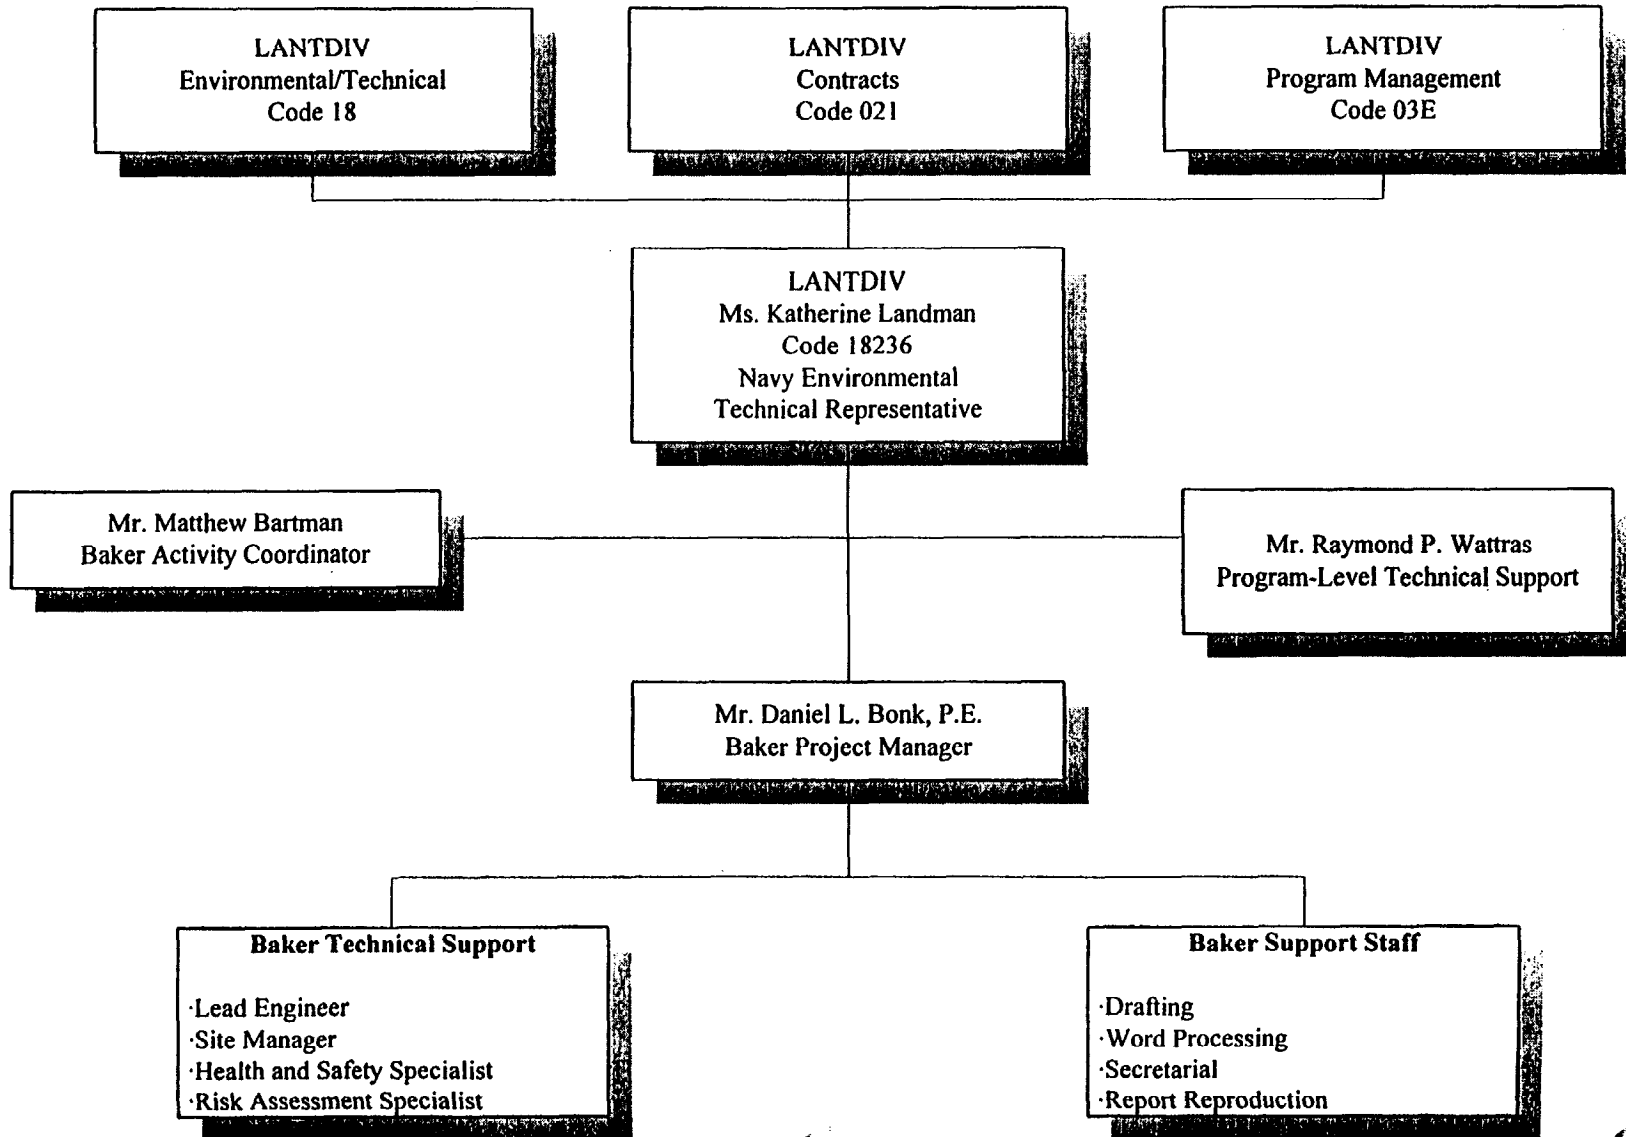 LANTDIV
Environmental/Technical
Code 18
LANTDIV
Contracts
Code 021
LANTDIV
Program Management
Code 03E
LANTDIV
Ms. Katherine Landman
Code 18236
Navy Environmental
Technical Representative
Mr. Matthew Bartman
Baker Activity Coordinator
Mr. Raymond P. Wattras
Program-Level Technical Support
Mr. Daniel L. Bonk, P.E.
Baker Project Manager
Baker Technical Support
·Lead Engineer
·Site Manager
·Health and Safety Specialist
·Risk Assessment Specialist
Baker Support Staff
·Drafting
·Word Processing
·Secretarial
·Report Reproduction